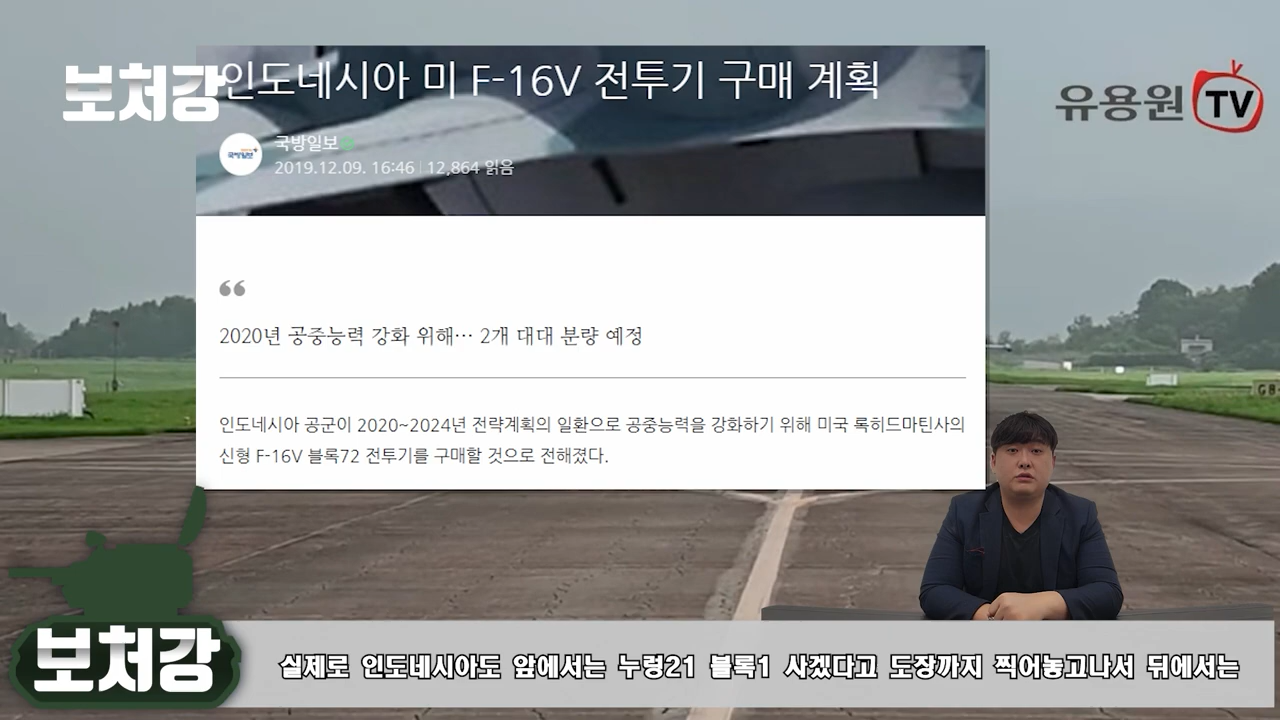 보처강
인도네시아 미 F-16V 전투기 구매 계획
유용원 TV
국방일보
국방일보
2019.12.09. 16:46 | 12,864 읽음
“
2020년 공중능력 강화 위해… 2개 대대 분량 예정
인도네시아 공군이 2020~2024년 전략계획의 일환으로 공중능력을 강화하기 위해 미국 록히드마틴사의
신형 F-16V 블록72 전투기를 구매할 것으로 전해졌다.
보처강
실제로 인도네시아도 앞에서는 누렁21 블록1 사겠다고 도장까지 찍어놓고나서 뒤에서는